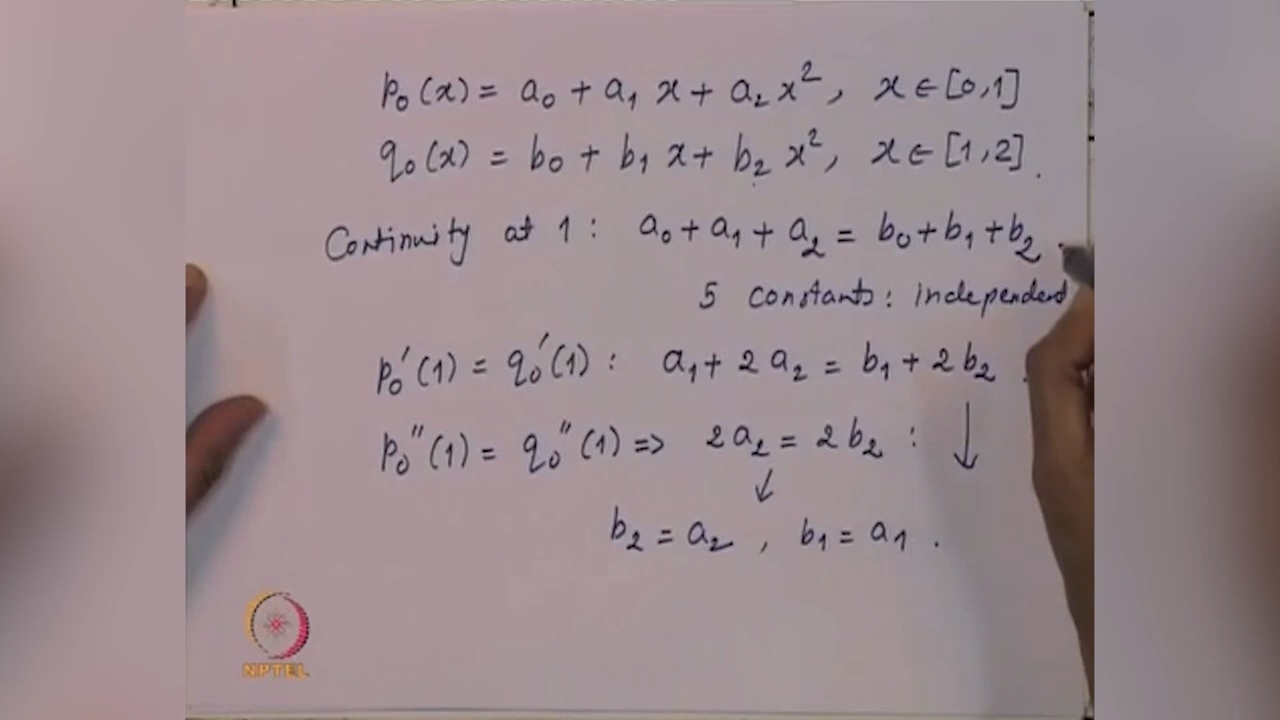 p₀(x) = a₀ + a₁ x + a₂ x², x ∈ [0,1]
q₀(x) = b₀ + b₁ x + b₂ x², x ∈ [1,2].
Continuity at 1 : a₀ + a₁ + a₂ = b₀ + b₁ + b₂
5 constants : independent
p₀'(1) = q₀'(1) : a₁ + 2 a₂ = b₁ + 2 b₂
p₀''(1) = q₀''(1) => 2 a₂ = 2 b₂ : ↓
↓
b₂ = a₂ , b₁ = a₁ .
NPTEL